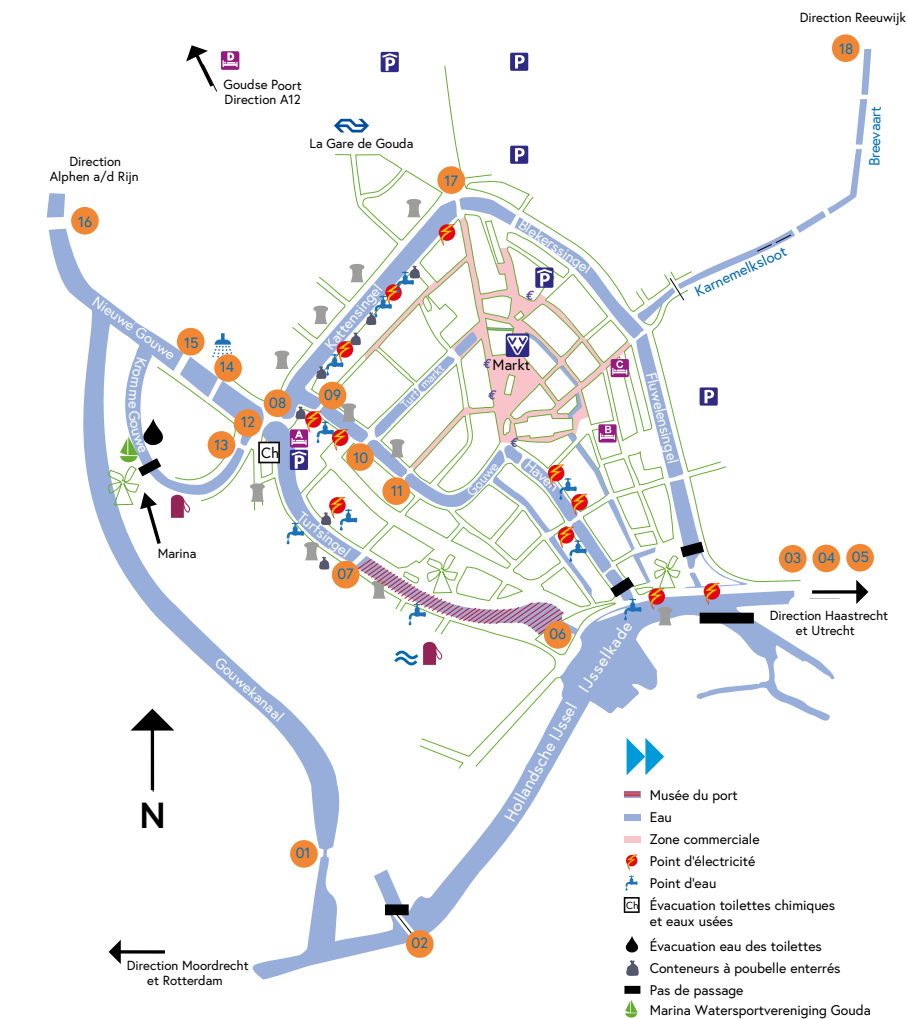 Direction Reeuwijk
18
D
P
P
Goudse Poort
Direction A12
Breevaart
La Gare de Gouda
P
Direction
Alphen a/d Rijn
17
16
Blekerssingel
Karnemelksloot
P
€
Kattensingel
Nieuwe Gouwe
15
14
Kromme Gouwe
VVV
€ Markt
C
Turfmarkt
Fluwelensingel
€
P
08
09
12
13
A
P
Ch
10
11
B
€
Gouwe
Haven
Marina
Turfsingel
07
03
04
05
Direction Haastrecht
et Utrecht
06
IJsselkade
Gouwekanaal
Hollandsche IJssel
N
01
02
Direction Moordrecht
et Rotterdam
Musée du port
Eau
Zone commerciale
Point d'électricité
Point d'eau
Ch
Évacuation toilettes chimiques
et eaux usées
Évacuation eau des toilettes
Conteneurs à poubelle enterrés
Pas de passage
Marina Watersportvereniging Gouda